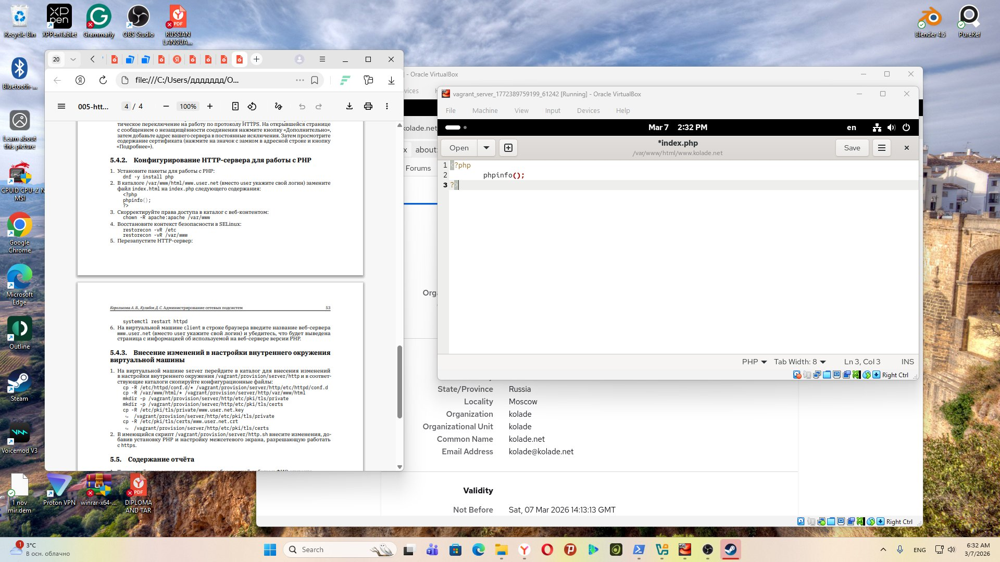 Recycle Bin
XPPenTablet
Grammarly
OBS Studio
RUSSIAN
LANGUA...
Blender 4.5
PureRef
Bluetooth-...
Learn about
this picture
CPUID CPU-Z N
MSI
Google
Chrome
Microsoft
Edge
Outline
Steam
Voicemod V3
1 nov
mir.dem
Proton VPN
winrar-x64-...
DIPLOMA
AND TAR
20
file:///C:/Users/ддддддд/O...
005-htt...
4 / 4
100%
тическое переключение на работу по протоколу HTTPS. На открывшейся странице
с сообщением о незащищённости соединения нажмите кнопку «Дополнительно»,
затем добавьте адрес вашего сервера в постоянные исключения. Затем просмотрите
содержание сертификата (нажмите на значок с замком в адресной строке и кнопку
«Подробнее»).
5.4.2. Конфигурирование HTTP-сервера для работы с PHP
1. Установите пакеты для работы с PHP:
dnf -y install php
2. В каталоге /var/www/html/www.user.net (вместо user укажите свой логин) замените
файл index.html на index.php следующего содержания:
<?php
phpinfo();
?>
3. Скорректируйте права доступа в каталог с веб-контентом:
chown -R apache:apache /var/www
4. Восстановите контекст безопасности в SELinux:
restorecon -vR /etc
restorecon -vR /var/www
5. Перезапустите HTTP-сервер:
Королькова А. В., Кулябов Д. С. Администрирование сетевых подсистем 53
systemctl restart httpd
6. На виртуальной машине client в строке браузера введите название веб-сервера
www.user.net (вместо user укажите свой логин) и убедитесь, что будет выведена
страница с информацией об используемой на веб-сервере версии PHP.
5.4.3. Внесение изменений в настройки внутреннего окружения
виртуальной машины
1. На виртуальной машине server перейдите в каталог для внесения изменений
в настройки внутреннего окружения /vagrant/provision/server/http и в соответ-
ствующие каталоги скопируйте конфигурационные файлы:
cp -R /etc/httpd/conf.d/* /vagrant/provision/server/http/etc/httpd/conf.d
cp -R /var/www/html/* /vagrant/provision/server/http/var/www/html
mkdir -p /vagrant/provision/server/http/etc/pki/tls/private
mkdir -p /vagrant/provision/server/http/etc/pki/tls/certs
cp -R /etc/pki/tls/private/www.user.net.key
↪ /vagrant/provision/server/http/etc/pki/tls/private
cp -R /etc/pki/tls/certs/www.user.net.crt
↪ /vagrant/provision/server/http/etc/pki/tls/certs
2. В имеющийся скрипт /vagrant/provision/server/http.sh внесите изменения, до-
бавив установку PHP и настройку межсетевого экрана, разрешающую работать
с https.
5.5. Содержание отчёта
- Oracle VirtualBox
vices
kolade.net
about:
Forums
Org
vagrant_server_1772389759199_61242 [Running] - Oracle VirtualBox
File Machine View Input Devices Help
Mar 7 2:32 PM
en
Open
*index.php
/var/www/html/www.kolade.net
Save
1 <?php
2 phpinfo();
3 ?>
PHP Tab Width: 8 Ln 3, Col 3 INS
Right Ctrl
State/Province Russia
Locality Moscow
Organization kolade
Organizational Unit kolade
Common Name kolade.net
Email Address kolade@kolade.net
Validity
Not Before Sat, 07 Mar 2026 14:13:13 GMT
Right Ctrl
1
3°C
В осн. облачно
Search
ENG
6:32 AM
3/7/2026